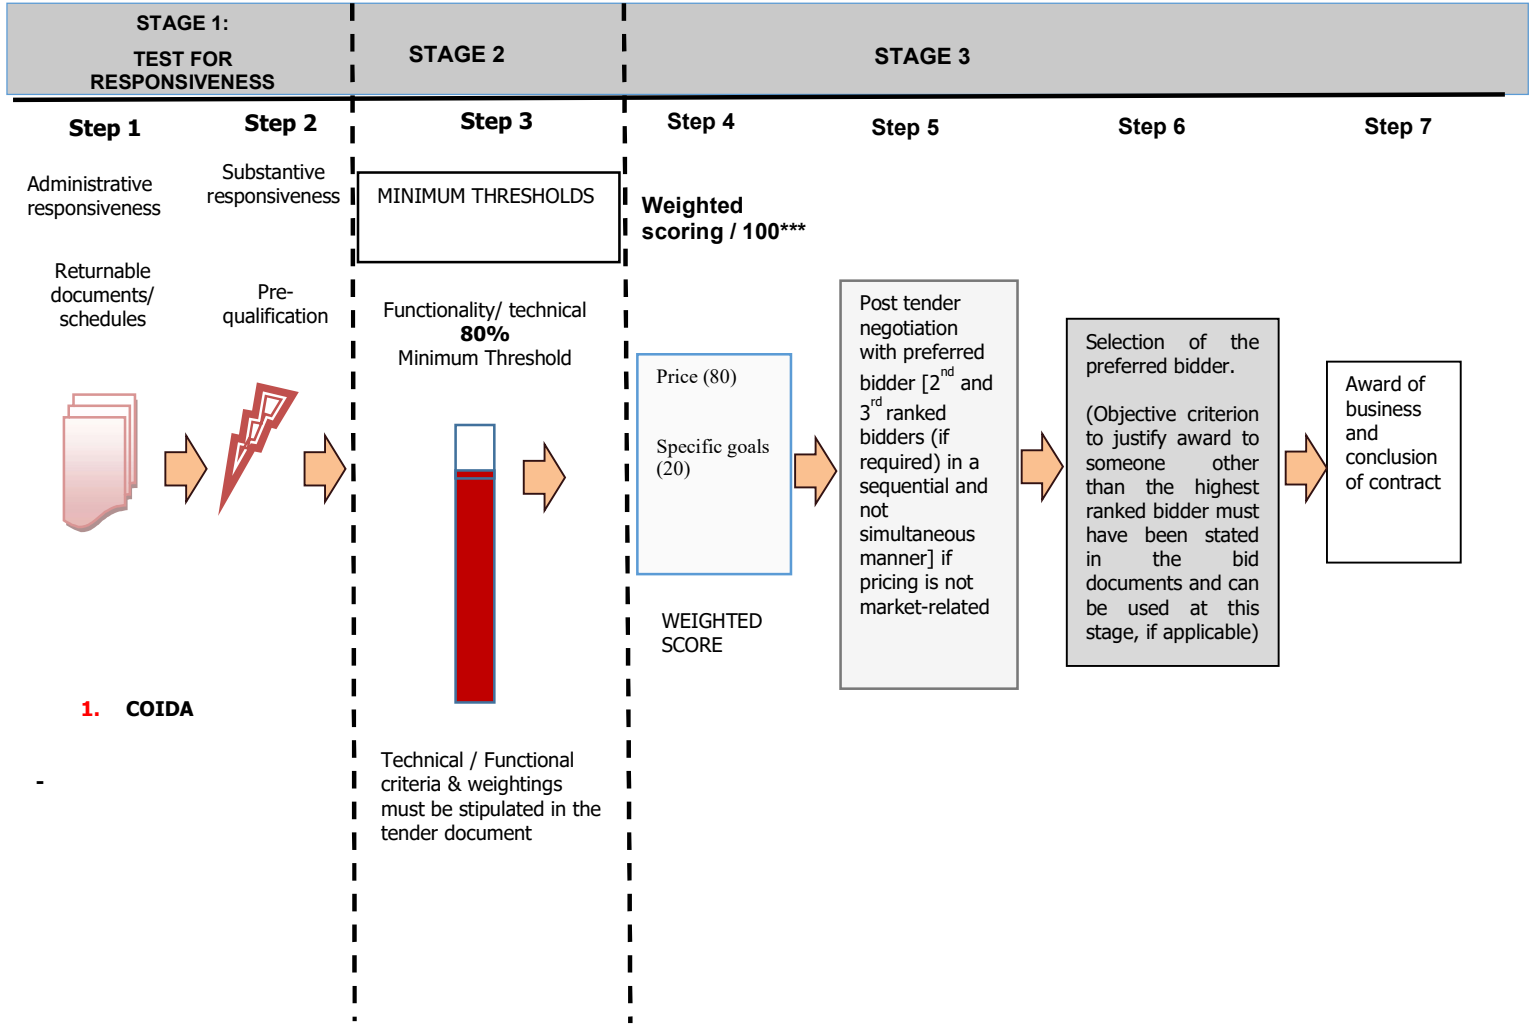 STAGE 1:
TEST FOR
RESPONSIVENESS
STAGE 2
STAGE 3
Step 1
Step 2
Step 3
Step 4
Step 5
Step 6
Step 7
Administrative
responsiveness
Returnable
documents/
schedules
Substantive
responsiveness
Pre-
qualification
1. COIDA
-
MINIMUM THRESHOLDS
Functionality/ technical
80%
Minimum Threshold
Technical / Functional
criteria & weightings
must be stipulated in the
tender document
Weighted
scoring / 100***
Price (80)
Specific goals
(20)
WEIGHTED
SCORE
Post tender
negotiation
with preferred
bidder [2nd and
3rd ranked
bidders (if
required) in a
sequential and
not
simultaneous
manner] if
pricing is not
market-related
Selection of the
preferred bidder.
(Objective criterion
to justify award to
someone other
than the highest
ranked bidder must
have been stated
in the bid
documents and can
be used at this
stage, if applicable)
Award of
business
and
conclusion
of contract